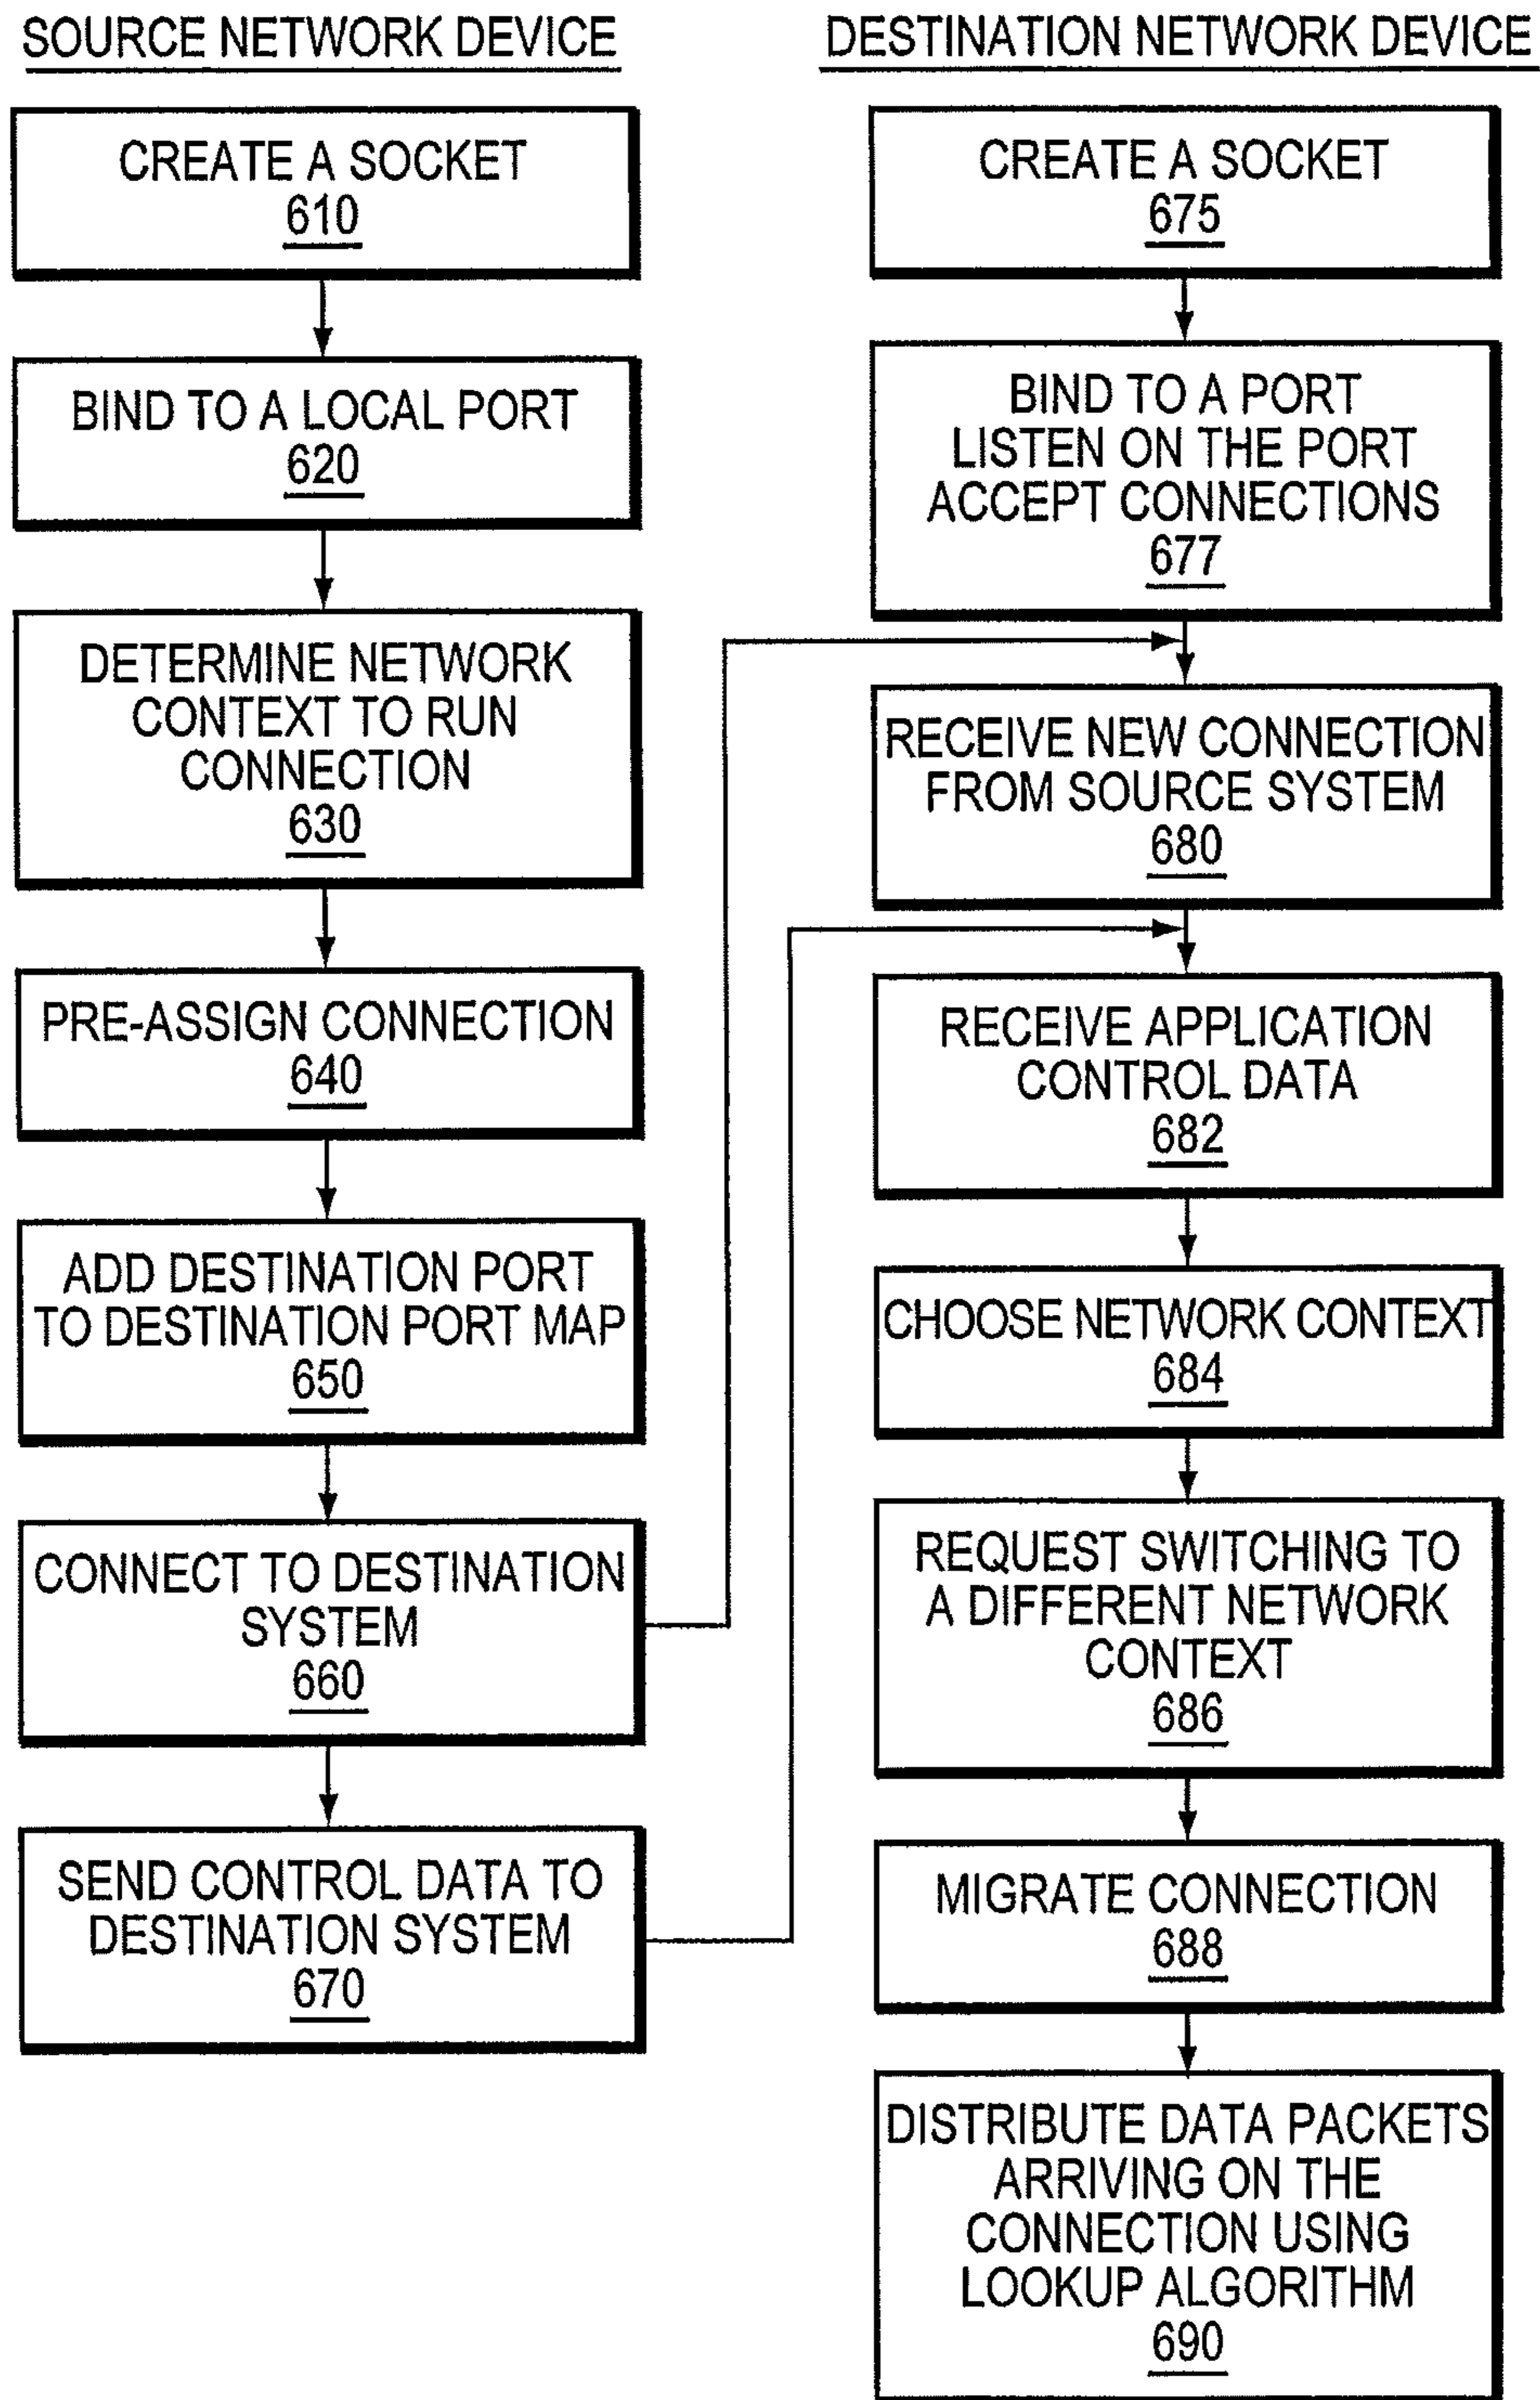 SOURCE NETWORK DEVICE
CREATE A SOCKET
610
BIND TO A LOCAL PORT
620
DETERMINE NETWORK
CONTEXT TO RUN
CONNECTION
630
PRE-ASSIGN CONNECTION
640
ADD DESTINATION PORT
TO DESTINATION PORT MAP
650
CONNECT TO DESTINATION
SYSTEM
660
SEND CONTROL DATA TO
DESTINATION SYSTEM
670
DESTINATION NETWORK DEVICE
CREATE A SOCKET
675
BIND TO A PORT
LISTEN ON THE PORT
ACCEPT CONNECTIONS
677
RECEIVE NEW CONNECTION
FROM SOURCE SYSTEM
680
RECEIVE APPLICATION
CONTROL DATA
682
CHOOSE NETWORK CONTEXT
684
REQUEST SWITCHING TO
A DIFFERENT NETWORK
CONTEXT
686
MIGRATE CONNECTION
688
DISTRIBUTE DATA PACKETS
ARRIVING ON THE
CONNECTION USING
LOOKUP ALGORITHM
690